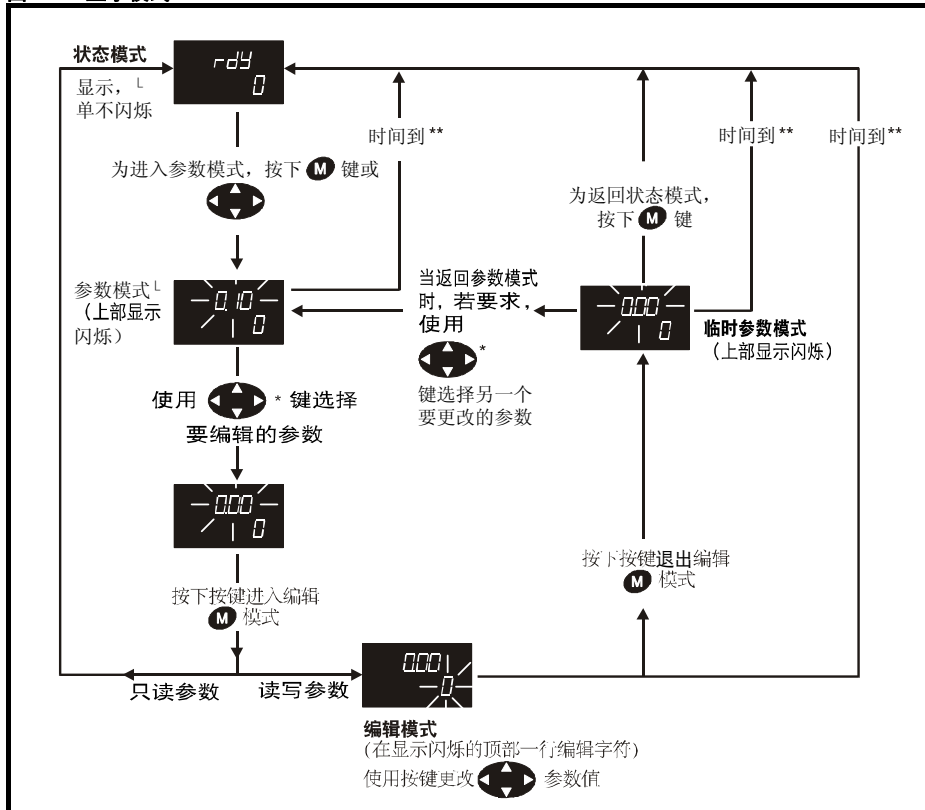 状态模式
显示，└
单不闪烁
rdY
0
时间到**
时间到**
时间到**
为进入参数模式，按下 M 键或
为返回状态模式，
按下 M 键
参数模式└
（上部显示
闪烁）
0.10
0
当返回参数模式
时，若要求，
使用
*
键选择另一个
要更改的参数
0.00
0
临时参数模式
（上部显示闪烁）
使用 * 键选择
要编辑的参数
0.00
0
按下按键进入编辑
M 模式
按下按键退出编辑
M 模式
只读参数
读写参数
0.00
0
编辑模式
(在显示闪烁的顶部一行编辑字符)
使用按键更改 参数值